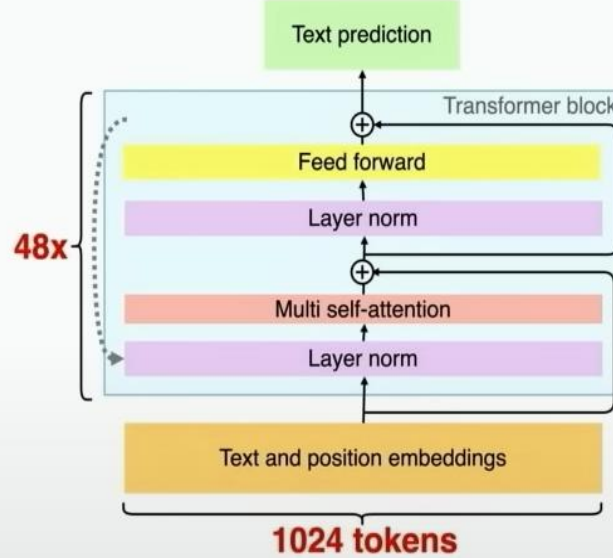 Text prediction
Transformer block
Feed forward
Layer norm
48x
Multi self-attention
Layer norm
Text and position embeddings
1024 tokens